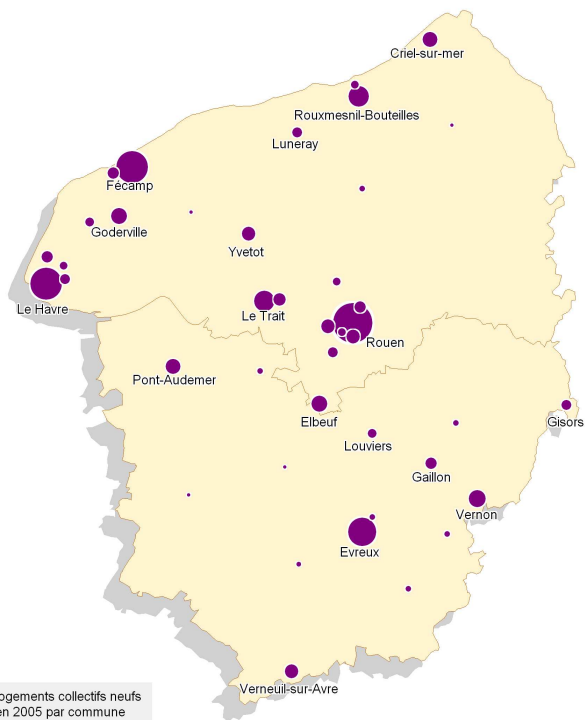 Criel-sur-mer
Rouxmesnil-Bouteilles
Luneray
Fécamp
Goderville
Yvetot
Le Havre
Le Trait
Rouen
Pont-Audemer
Elbeuf
Gisors
Louviers
Gaillon
Vernon
Evreux
Verneuil-sur-Avre
ogements collectifs neufs
en 2005 par commune